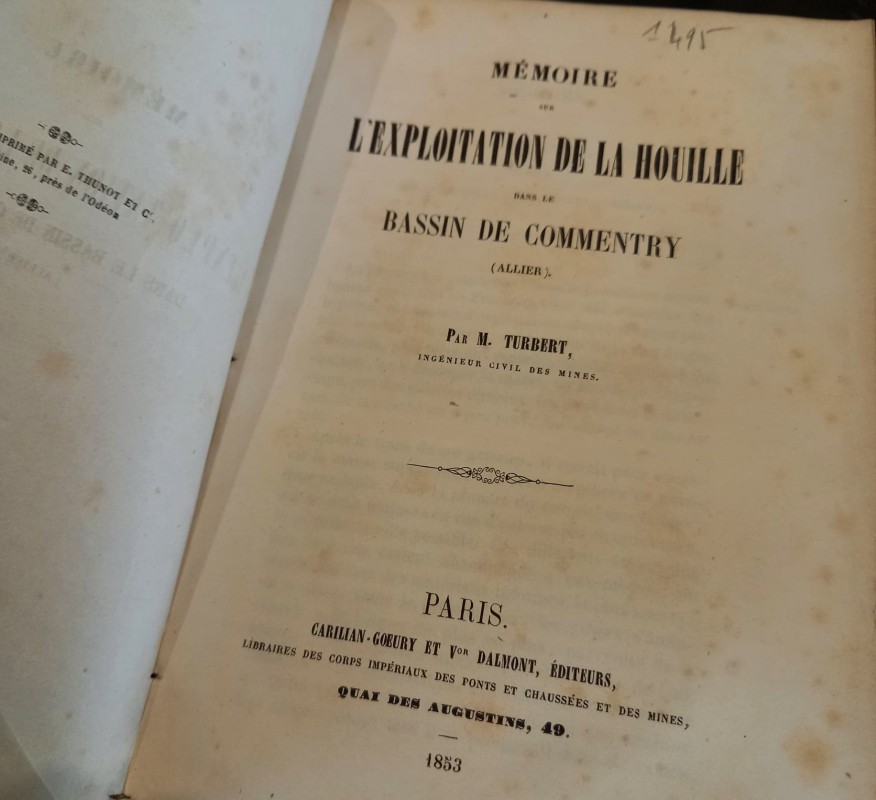 PRIMÉ PAR E. THUNOT ET Cᵉ.
ine, 26, près de l'Odéon
MÉMOIRE
SUR
L'EXPLOITATION DE LA HOUILLE
DANS LE
BASSIN DE COMMENTRY
(ALLIER).
PAR M. TURBERT,
INGÉNIEUR CIVIL DES MINES.
PARIS.
CARILIAN-GŒURY ET Vᵒʳ DALMONT, ÉDITEURS,
LIBRAIRES DES CORPS IMPÉRIAUX DES PONTS ET CHAUSSÉES ET DES MINES,
QUAI DES AUGUSTINS, 49.
1853